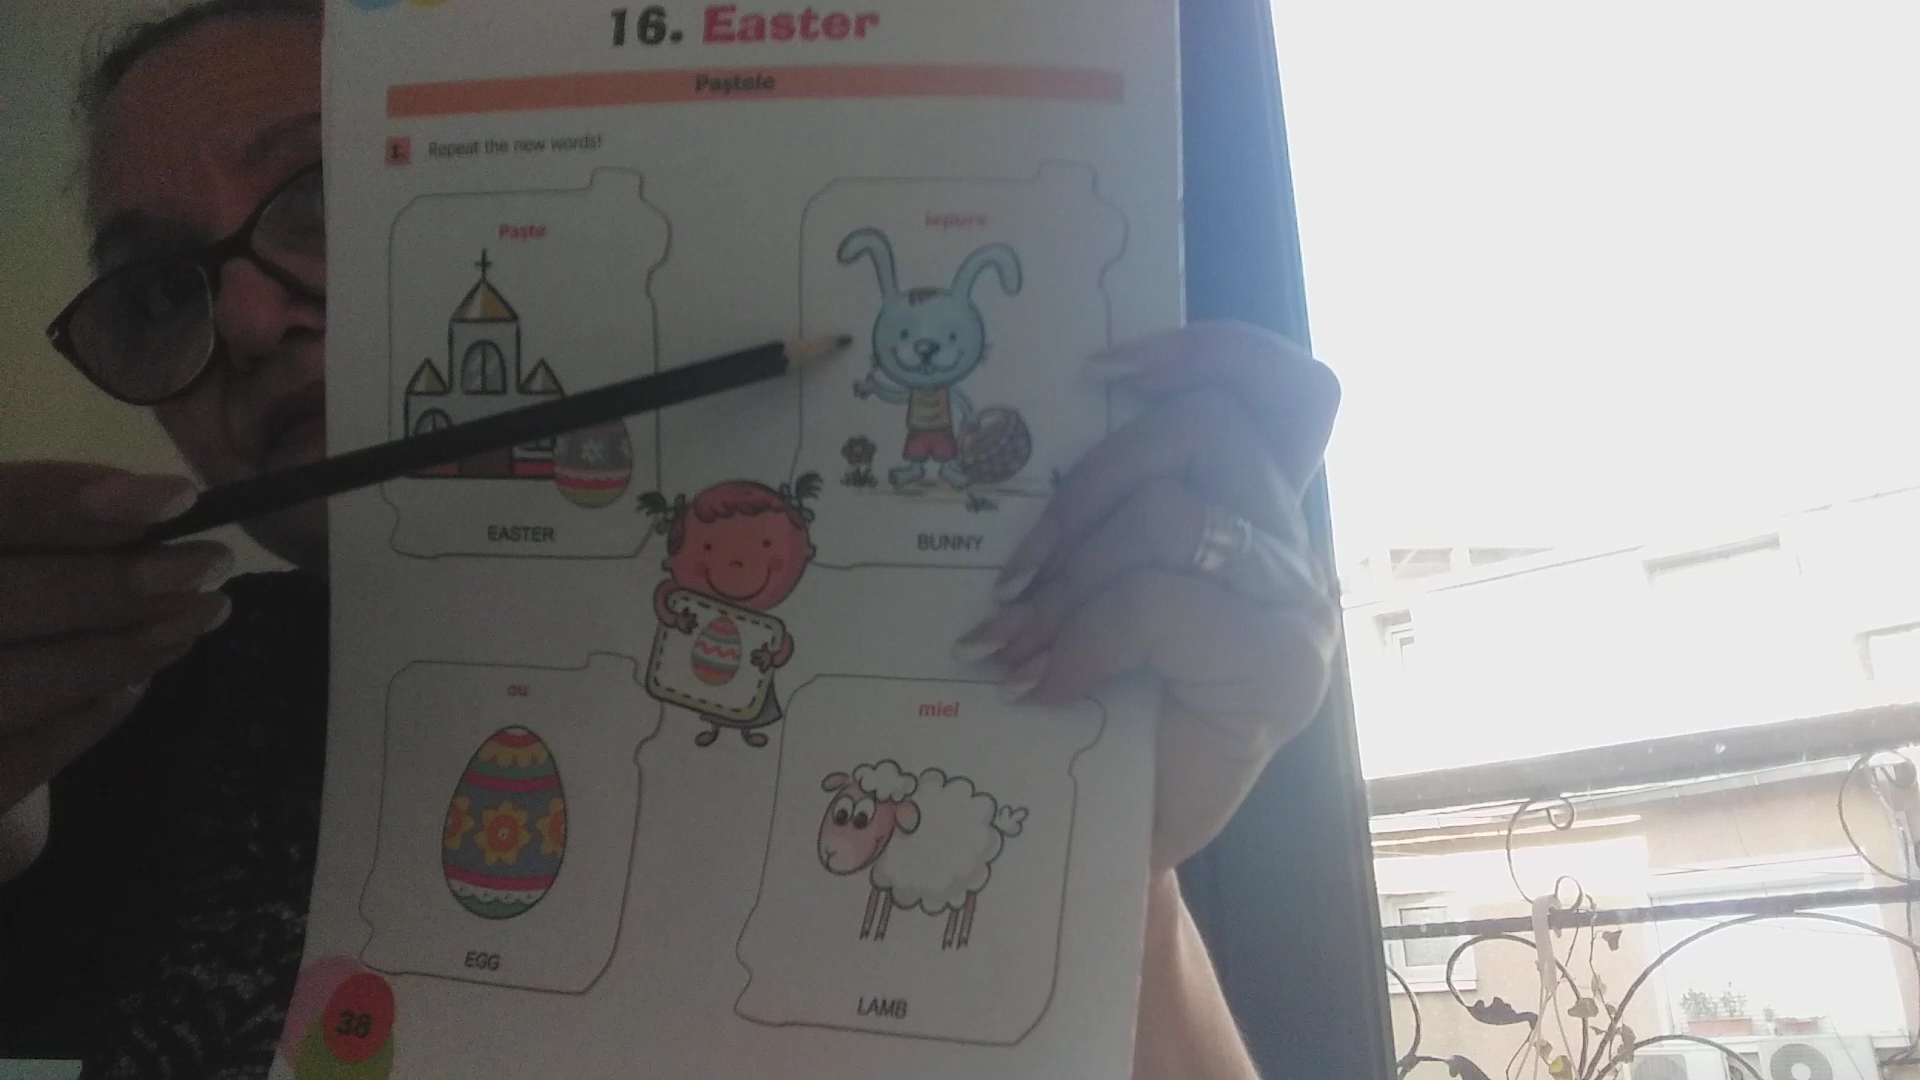 16. Easter
Paștele
1. Repeat the new words!
Paște
iepure
EASTER
BUNNY
ou
miel
EGG
LAMB
38